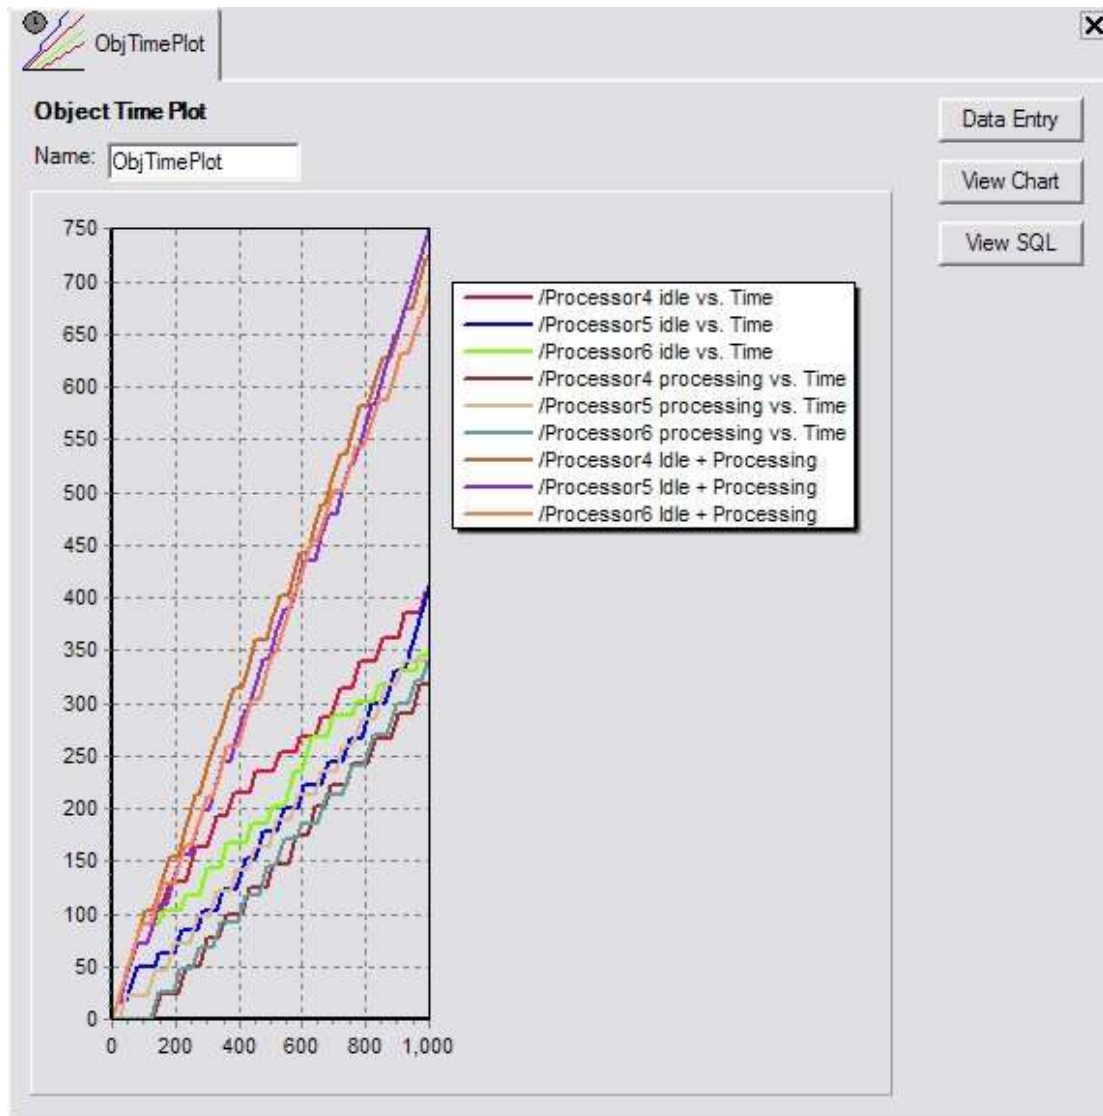 ObjTimePlot
Object Time Plot
Name: ObjTimePlot
Data Entry
View Chart
View SQL
750
700
650
600
550
500
450
400
350
300
250
200
150
100
50
0
0 200 400 600 800 1,000
/Processor4 idle vs. Time
/Processor5 idle vs. Time
/Processor6 idle vs. Time
/Processor4 processing vs. Time
/Processor5 processing vs. Time
/Processor6 processing vs. Time
/Processor4 Idle + Processing
/Processor5 Idle + Processing
/Processor6 Idle + Processing